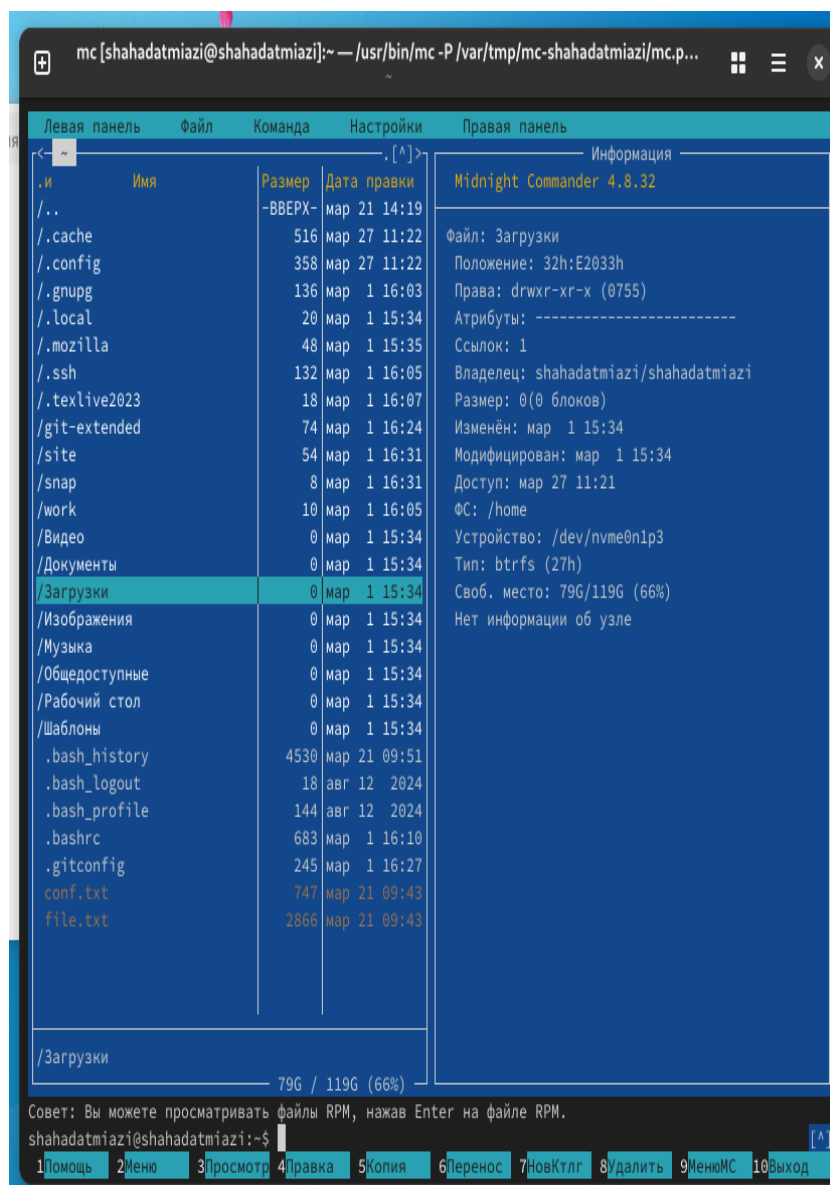 mc [shahadatmiazi@shahadatmiazi]:~ — /usr/bin/mc -P /var/tmp/mc-shahadatmiazi/mc.p...
~
Левая панель Файл Команда Настройки Правая панель
<- ~ .[^]> Информация
.и Имя Размер Дата правки Midnight Commander 4.8.32
/.. -ВВЕРХ- мар 21 14:19
/.cache 516 мар 27 11:22 Файл: Загрузки
/.config 358 мар 27 11:22 Положение: 32h:E2033h
/.gnupg 136 мар 1 16:03 Права: drwxr-xr-x (0755)
/.local 20 мар 1 15:34 Атрибуты: -------------------------
/.mozilla 48 мар 1 15:35 Ссылок: 1
/.ssh 132 мар 1 16:05 Владелец: shahadatmiazi/shahadatmiazi
/.texlive2023 18 мар 1 16:07 Размер: 0(0 блоков)
/git-extended 74 мар 1 16:24 Изменён: мар 1 15:34
/site 54 мар 1 16:31 Модифицирован: мар 1 15:34
/snap 8 мар 1 16:31 Доступ: мар 27 11:21
/work 10 мар 1 16:05 ФС: /home
/Видео 0 мар 1 15:34 Устройство: /dev/nvme0n1p3
/Документы 0 мар 1 15:34 Тип: btrfs (27h)
/Загрузки 0 мар 1 15:34 Своб. место: 79G/119G (66%)
/Изображения 0 мар 1 15:34 Нет информации об узле
/Музыка 0 мар 1 15:34
/Общедоступные 0 мар 1 15:34
/Рабочий стол 0 мар 1 15:34
/Шаблоны 0 мар 1 15:34
.bash_history 4530 мар 21 09:51
.bash_logout 18 авг 12 2024
.bash_profile 144 авг 12 2024
.bashrc 683 мар 1 16:10
.gitconfig 245 мар 1 16:27
conf.txt 747 мар 21 09:43
file.txt 2866 мар 21 09:43
/Загрузки
79G / 119G (66%)
Совет: Вы можете просматривать файлы RPM, нажав Enter на файле RPM.
shahadatmiazi@shahadatmiazi:~$ [^]
1Помощь 2Меню 3Просмотр 4Правка 5Копия 6Перенос 7НовКтлг 8Удалить 9МенюМС 10Выход